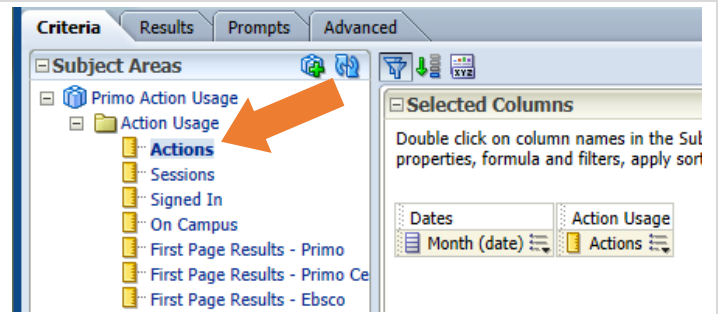 Criteria Results Prompts Advanced
Subject Areas
Primo Action Usage
Action Usage
Actions
Sessions
Signed In
On Campus
First Page Results - Primo
First Page Results - Primo Ce
First Page Results - Ebsco
XYZ
Selected Columns
Double click on column names in the Sub
properties, formula and filters, apply sort
Dates Action Usage
Month (date) Actions